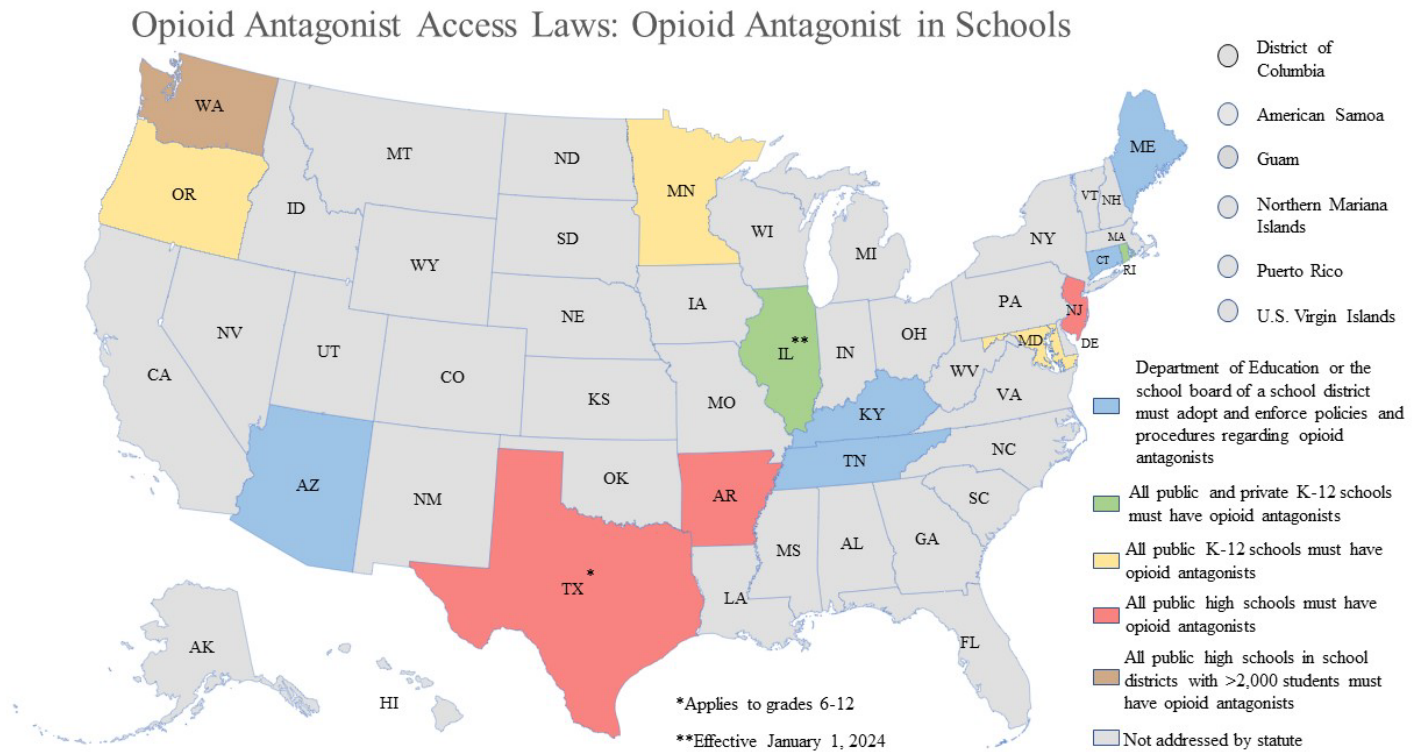 Opioid Antagonist Access Laws: Opioid Antagonist in Schools
WA
OR
CA
NV
ID
MT
WY
UT
AZ
CO
NM
ND
SD
NE
KS
OK
TX*
MN
IA
MO
AR
LA
WI
IL**
MI
IN
OH
KY
TN
MS
AL
GA
FL
SC
NC
VA
WV
PA
NY
VT
NH
ME
MA
CT
RI
NJ
DE
MD
AK
HI
*Applies to grades 6-12
**Effective January 1, 2024
District of
Columbia
American Samoa
Guam
Northern Mariana
Islands
Puerto Rico
U.S. Virgin Islands
Department of Education or the
school board of a school district
must adopt and enforce policies and
procedures regarding opioid
antagonists
All public and private K-12 schools
must have opioid antagonists
All public K-12 schools must have
opioid antagonists
All public high schools must have
opioid antagonists
All public high schools in school
districts with >2,000 students must
have opioid antagonists
Not addressed by statute